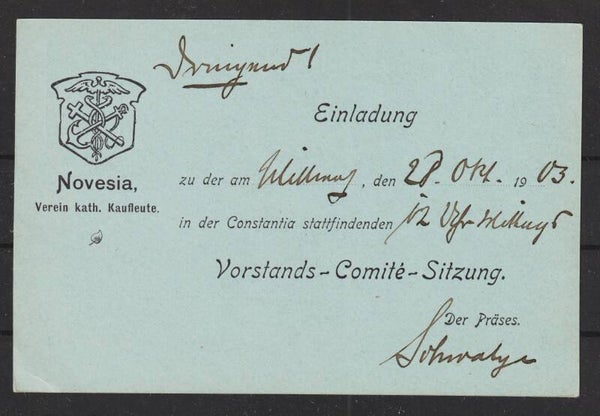 Dringend!
Einladung
Novesia,
Verein kath. Kaufleute.
zu der am Mittwoch, den 28. Okt. 1903.
in der Constantia stattfindenden 12 Uhr Mittags
Vorstands-Comité-Sitzung.
Der Präses.